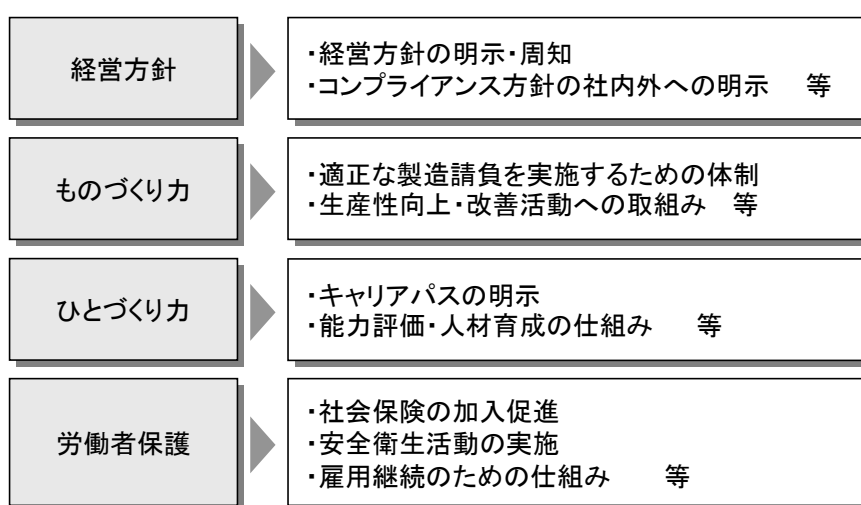 経営方針
・経営方針の明示・周知
・コンプライアンス方針の社内外への明示　等
ものづくり力
・適正な製造請負を実施するための体制
・生産性向上・改善活動への取組み　等
ひとづくり力
・キャリアパスの明示
・能力評価・人材育成の仕組み　等
労働者保護
・社会保険の加入促進
・安全衛生活動の実施
・雇用継続のための仕組み　等